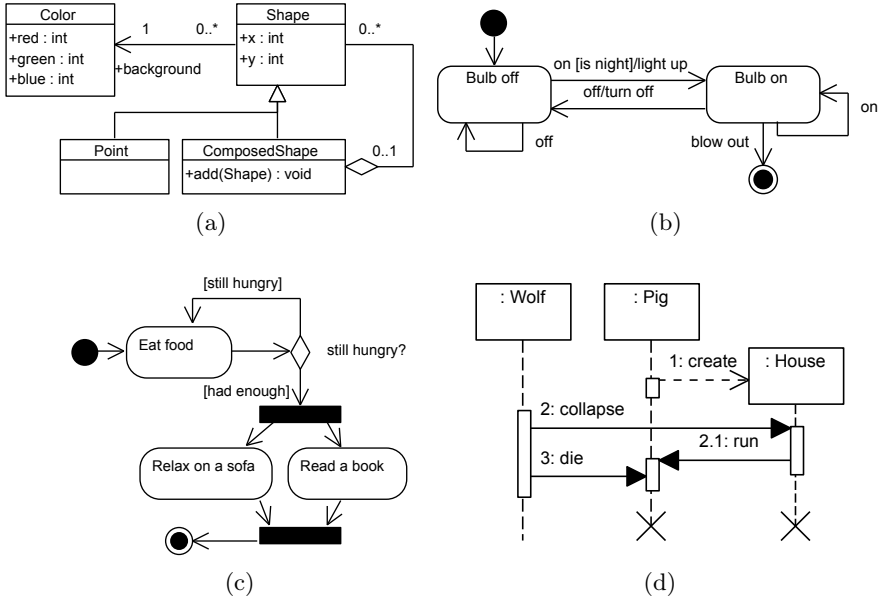 Color
+red : int
+green : int
+blue : int
1
0..*
+background
Shape
+x : int
+y : int
0..*
Point
ComposedShape
+add(Shape) : void
0..1
(a)
Bulb off
on [is night]/light up
off/turn off
Bulb on
off
on
blow out
(b)
[still hungry]
Eat food
still hungry?
[had enough]
Relax on a sofa
Read a book
(c)
: Wolf
: Pig
1: create
: House
2: collapse
2.1: run
3: die
(d)